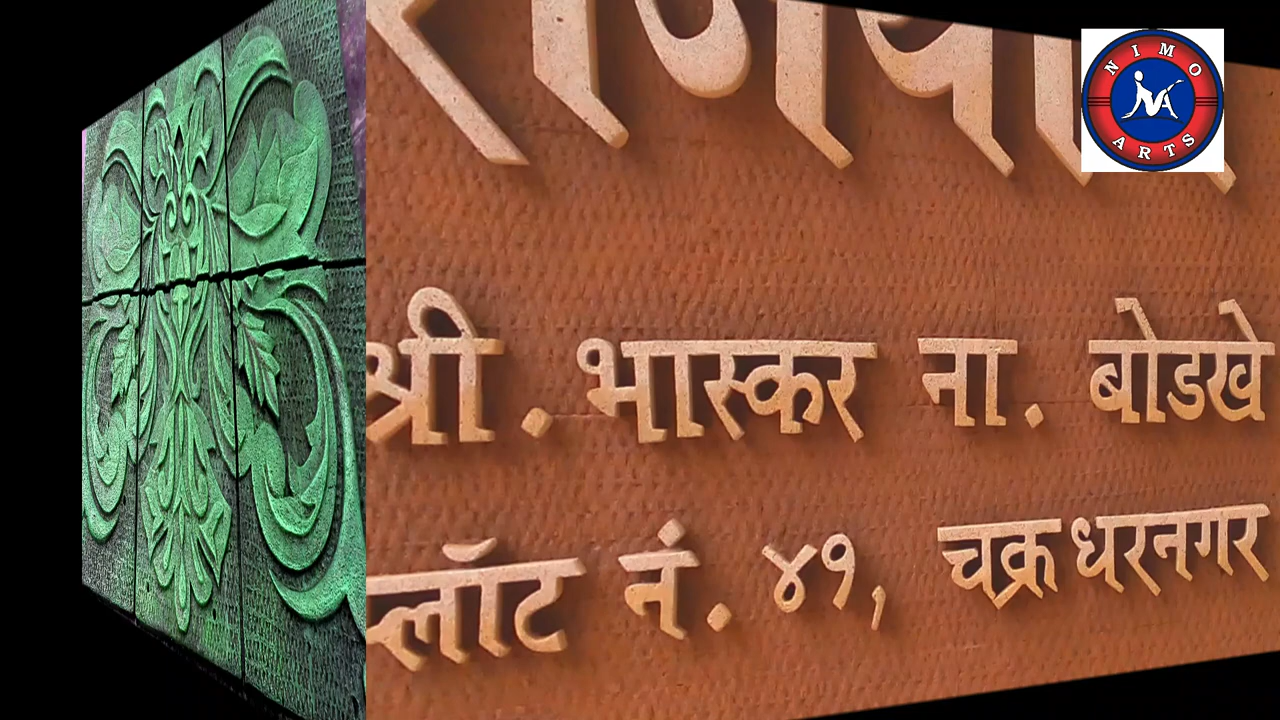 NIMO ARTS
श्री. भास्कर ना. बोडखे
प्लॉट नं. ४१, चक्रधरनगर